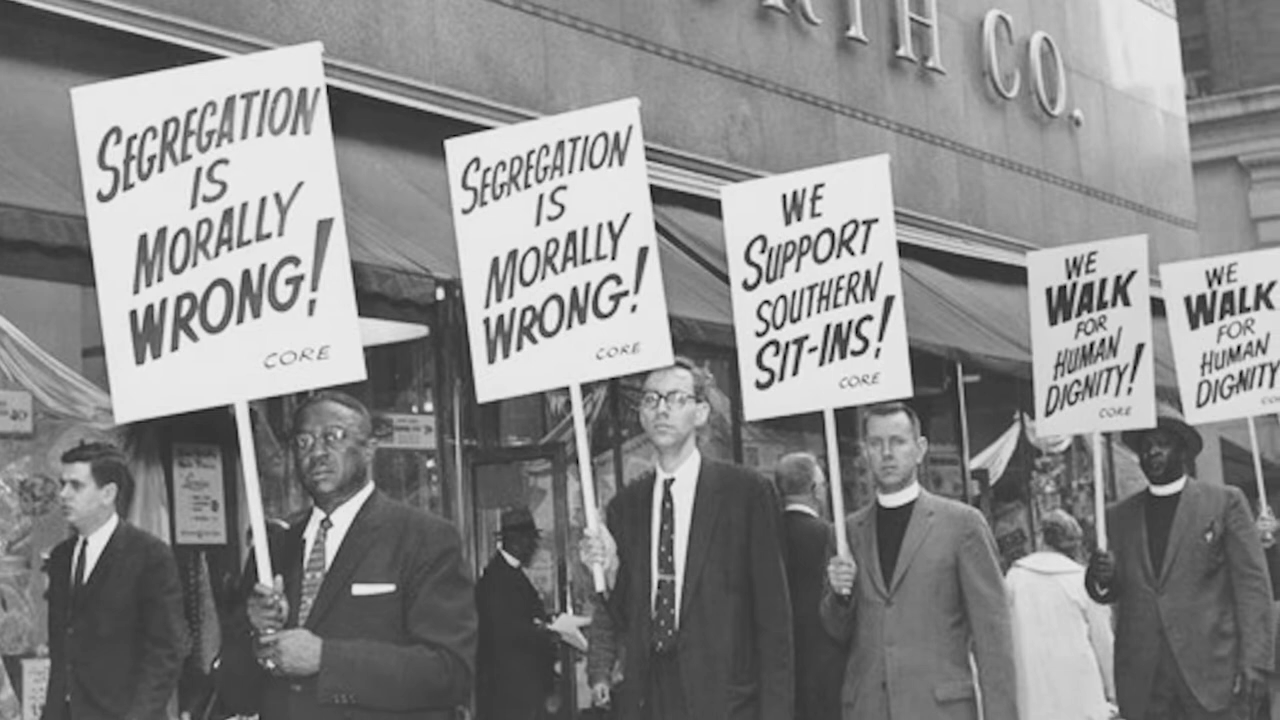 RTH CO.
SEGREGATION
IS
MORALLY
WRONG!
CORE
SEGREGATION
IS
MORALLY
WRONG!
CORE
WE
SUPPORT
SOUTHERN
SIT-INS!
CORE
WE
WALK
FOR
HUMAN
DIGNITY!
CORE
WE
WALK
FOR
HUMAN
DIGNITY